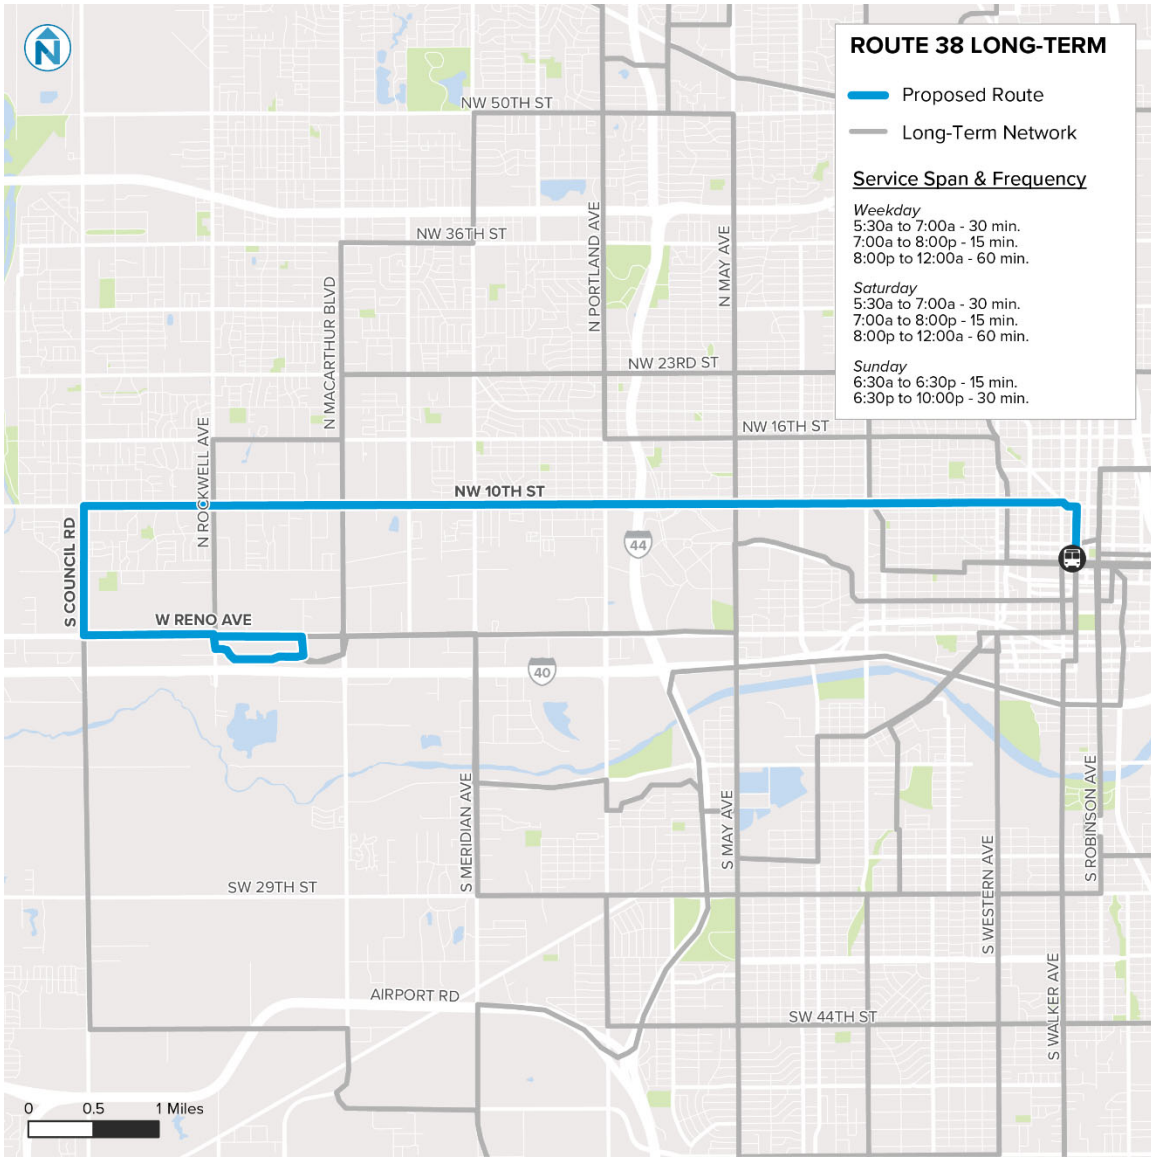 N
ROUTE 38 LONG-TERM
Proposed Route
Long-Term Network
Service Span & Frequency
Weekday
5:30a to 7:00a - 30 min.
7:00a to 8:00p - 15 min.
8:00p to 12:00a - 60 min.
Saturday
5:30a to 7:00a - 30 min.
7:00a to 8:00p - 15 min.
8:00p to 12:00a - 60 min.
Sunday
6:30a to 6:30p - 15 min.
6:30p to 10:00p - 30 min.
NW 50TH ST
NW 36TH ST
N PORTLAND AVE
N MAY AVE
N MACARTHUR BLVD
NW 23RD ST
NW 16TH ST
N ROCKWELL AVE
NW 10TH ST
S COUNCIL RD
44
W RENO AVE
40
S MERIDIAN AVE
S MAY AVE
S ROBINSON AVE
S WESTERN AVE
SW 29TH ST
S WALKER AVE
AIRPORT RD
SW 44TH ST
0 0.5 1 Miles